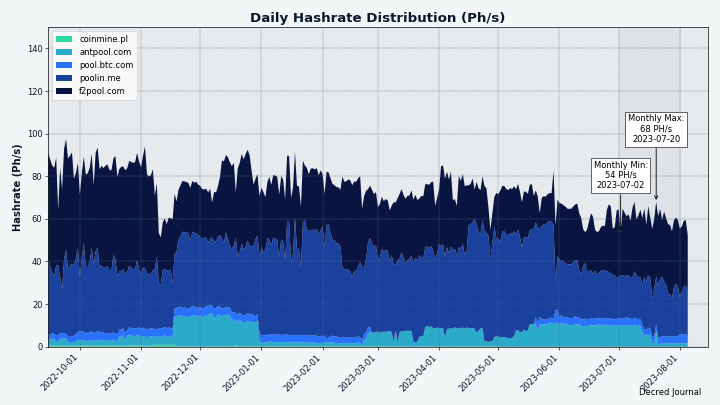 Daily Hashrate Distribution (Ph/s)
coinmine.pl
antpool.com
pool.btc.com
poolin.me
f2pool.com
Hashrate (Ph/s)
140
120
100
80
60
40
20
0
Monthly Max:
68 PH/s
2023-07-20
Monthly Min:
54 PH/s
2023-07-02
2022-10-01
2022-11-01
2022-12-01
2023-01-01
2023-02-01
2023-03-01
2023-04-01
2023-05-01
2023-06-01
2023-07-01
2023-08-01
Decred Journal